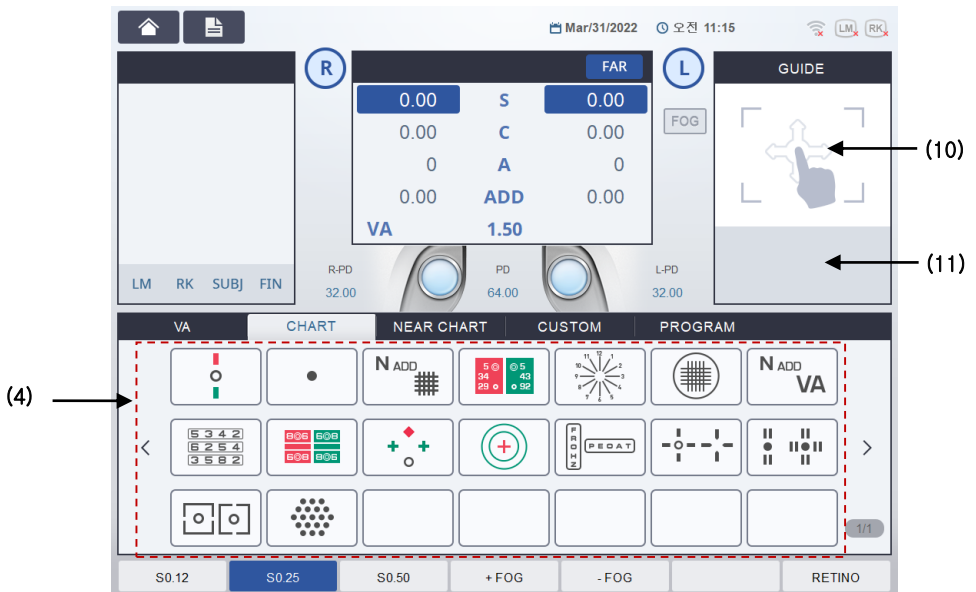 Mar/31/2022 오전 11:15 LM RK
R FAR L GUIDE
0.00 S 0.00
FOG
0.00 C 0.00
0 A 0
(10)
0.00 ADD 0.00
VA 1.50
(11)
LM RK SUBJ FIN
R-PD PD L-PD
32.00 64.00 32.00
VA CHART NEAR CHART CUSTOM PROGRAM
(4)
N ADD
5 5
34 43
29 92
12 1 2 3 4 5 6 7 8 9 10 11
N ADD
VA
5 3 4 2
6 2 5 4
3 5 8 2
806 608
608 806
F R O H Z
P E O A T
1/1
S0.12 S0.25 S0.50 + FOG - FOG RETINO